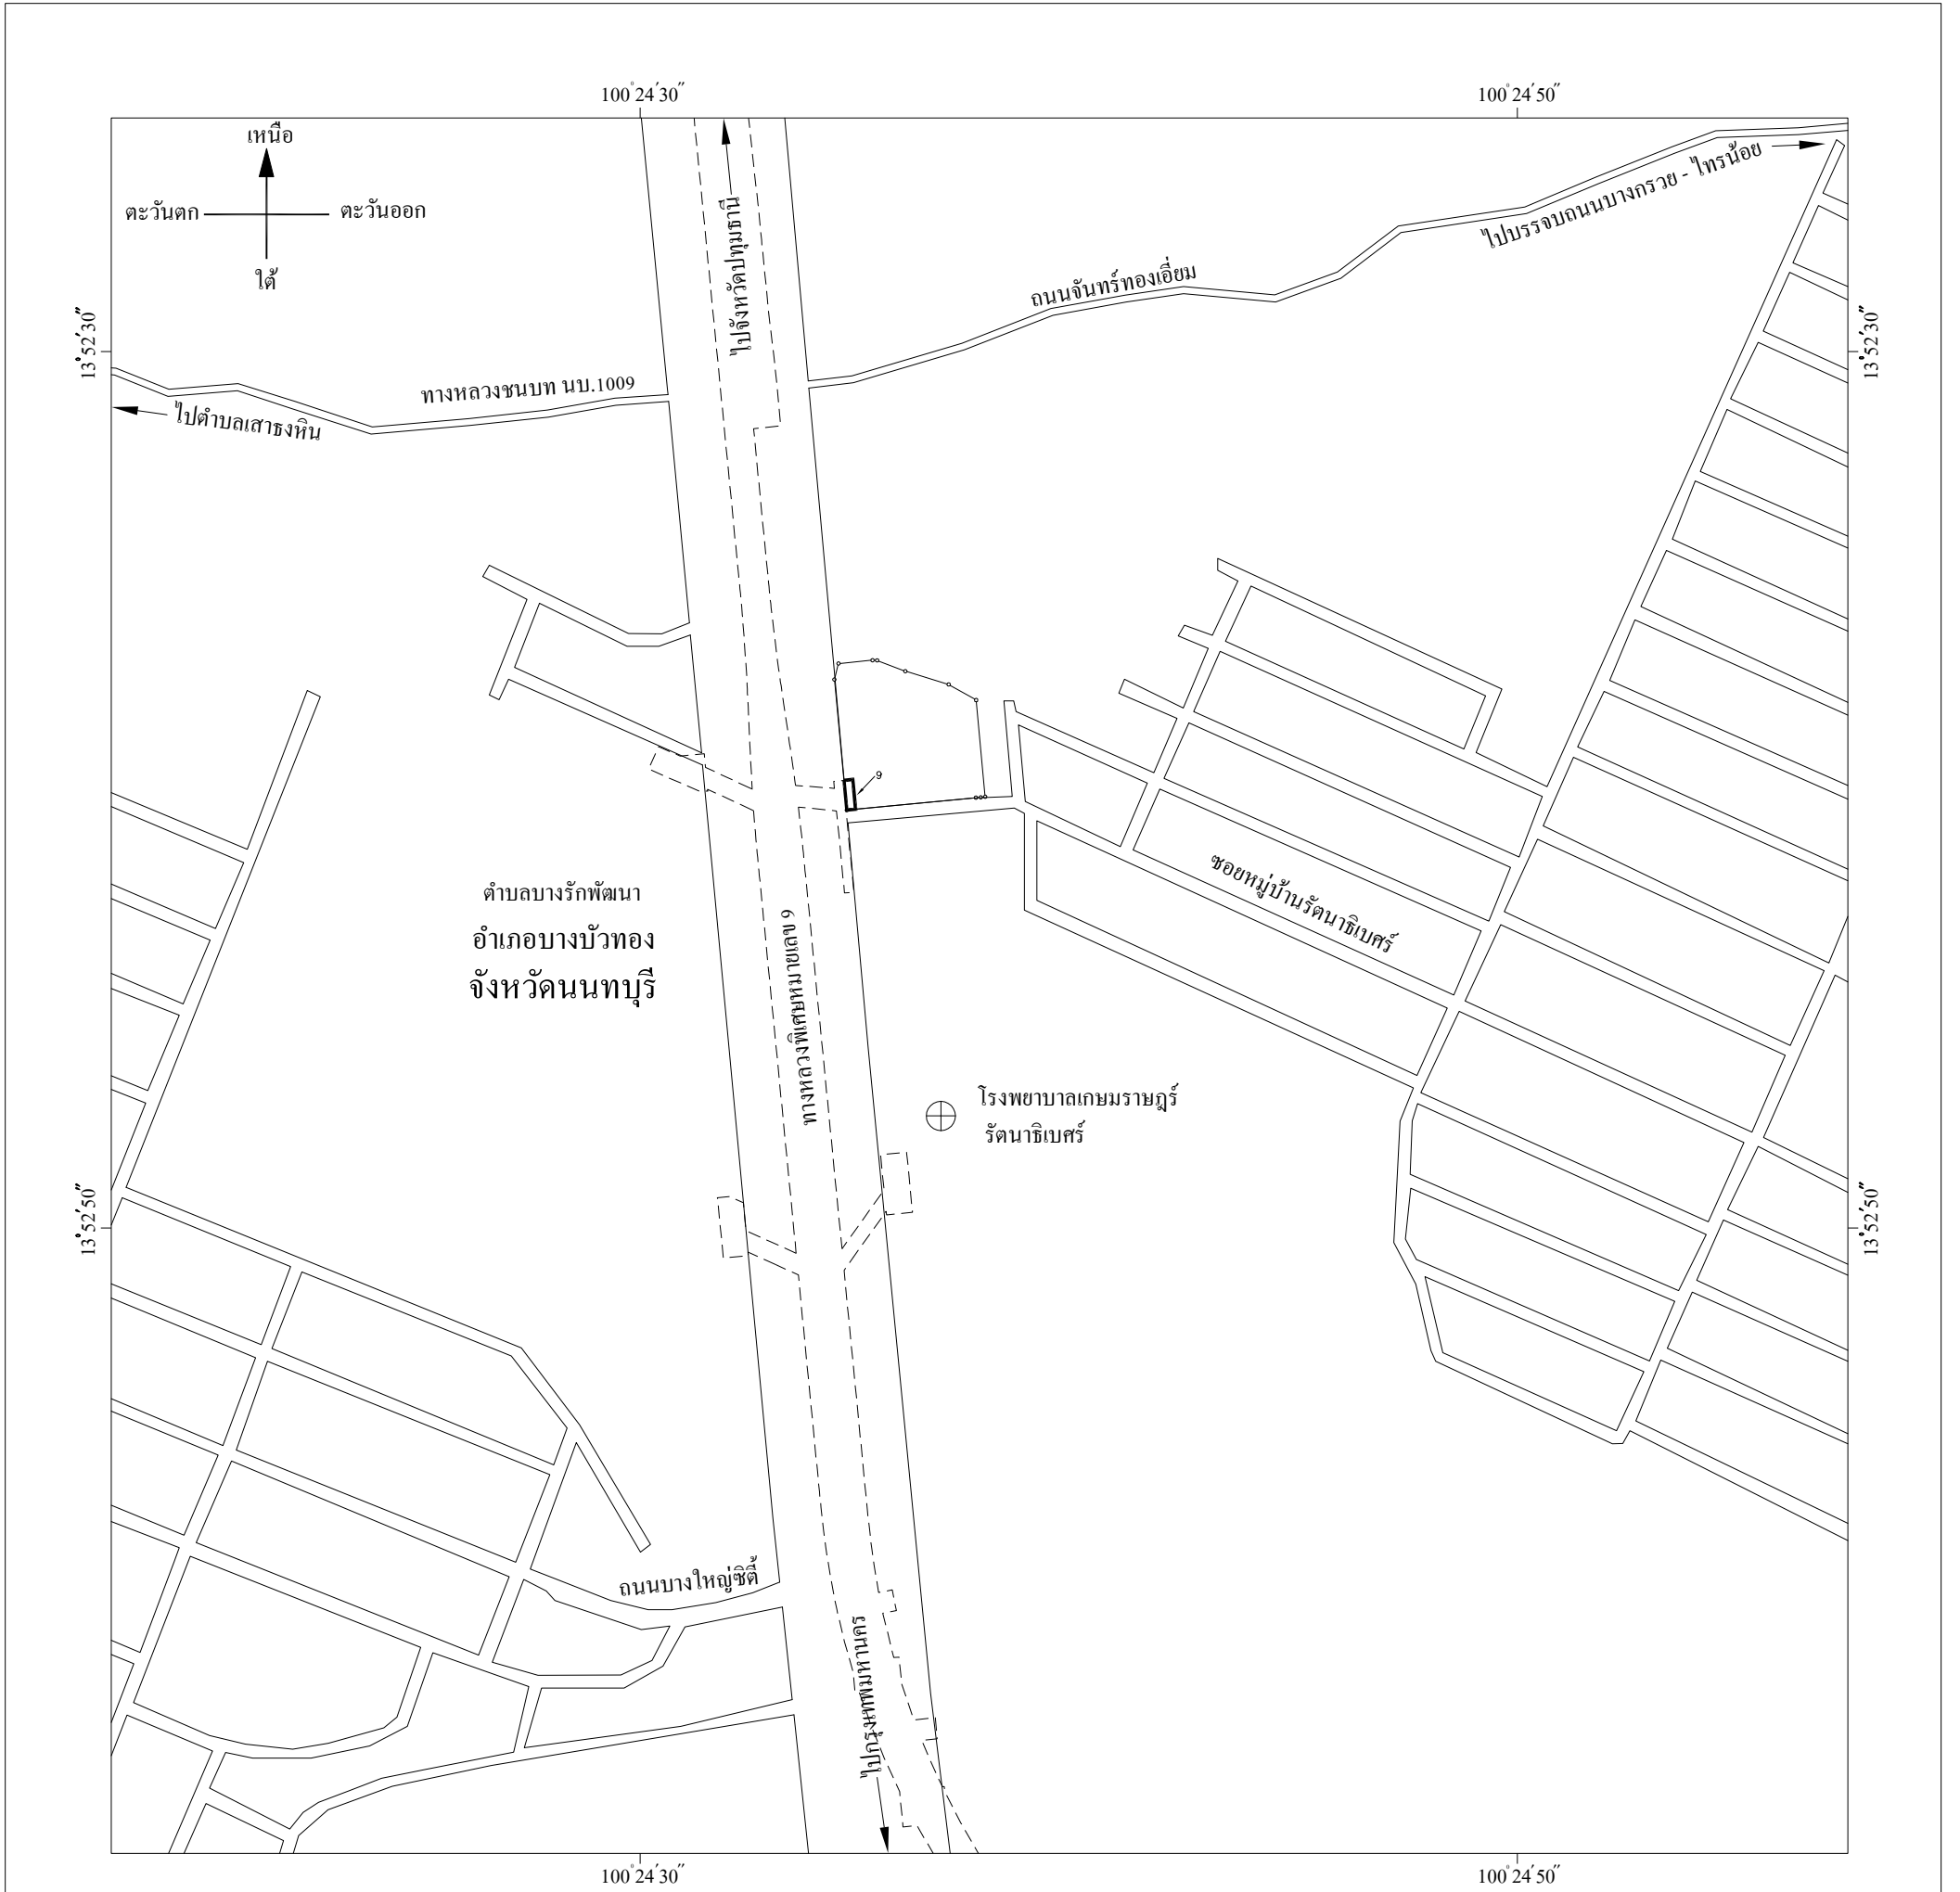 100°24′30″
100°24′50″
เหนือ
ตะวันตก
ตะวันออก
ใต้
ไปจังหวัดปทุมธานี
ไปบรรจบถนนบางกรวย - ไทรน้อย
ถนนจันทร์ทองเอี่ยม
13°52′30″
13°52′30″
ทางหลวงชนบท นบ.1009
ไปตำบลเสาธงหิน
9
ตำบลบางรักพัฒนา
อำเภอบางบัวทอง
จังหวัดนนทบุรี
ทางหลวงพิเศษหมายเลข 9
ซอยหมู่บ้านรัตนาธิเบศร์
โรงพยาบาลเกษมราษฎร์
รัตนาธิเบศร์
13°52′50″
13°52′50″
ถนนบางใหญ่ซิตี้
ไปกรุงเทพมหานคร
100°24′30″
100°24′50″